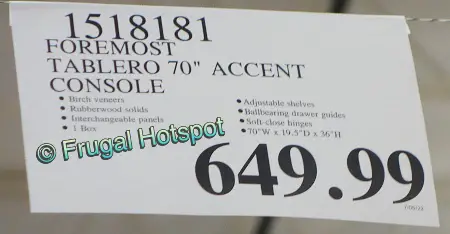 1518181
FOREMOST
TABLERO 70" ACCENT
CONSOLE
• Birch veneers
• Rubberwood solids
• Interchangeable panels
• 1 Box
• Adjustable shelves
• Ballbearing drawer guides
• Soft-close hinges
• 70"W x 19.5"D x 36"H
© Frugal Hotspot
649.99